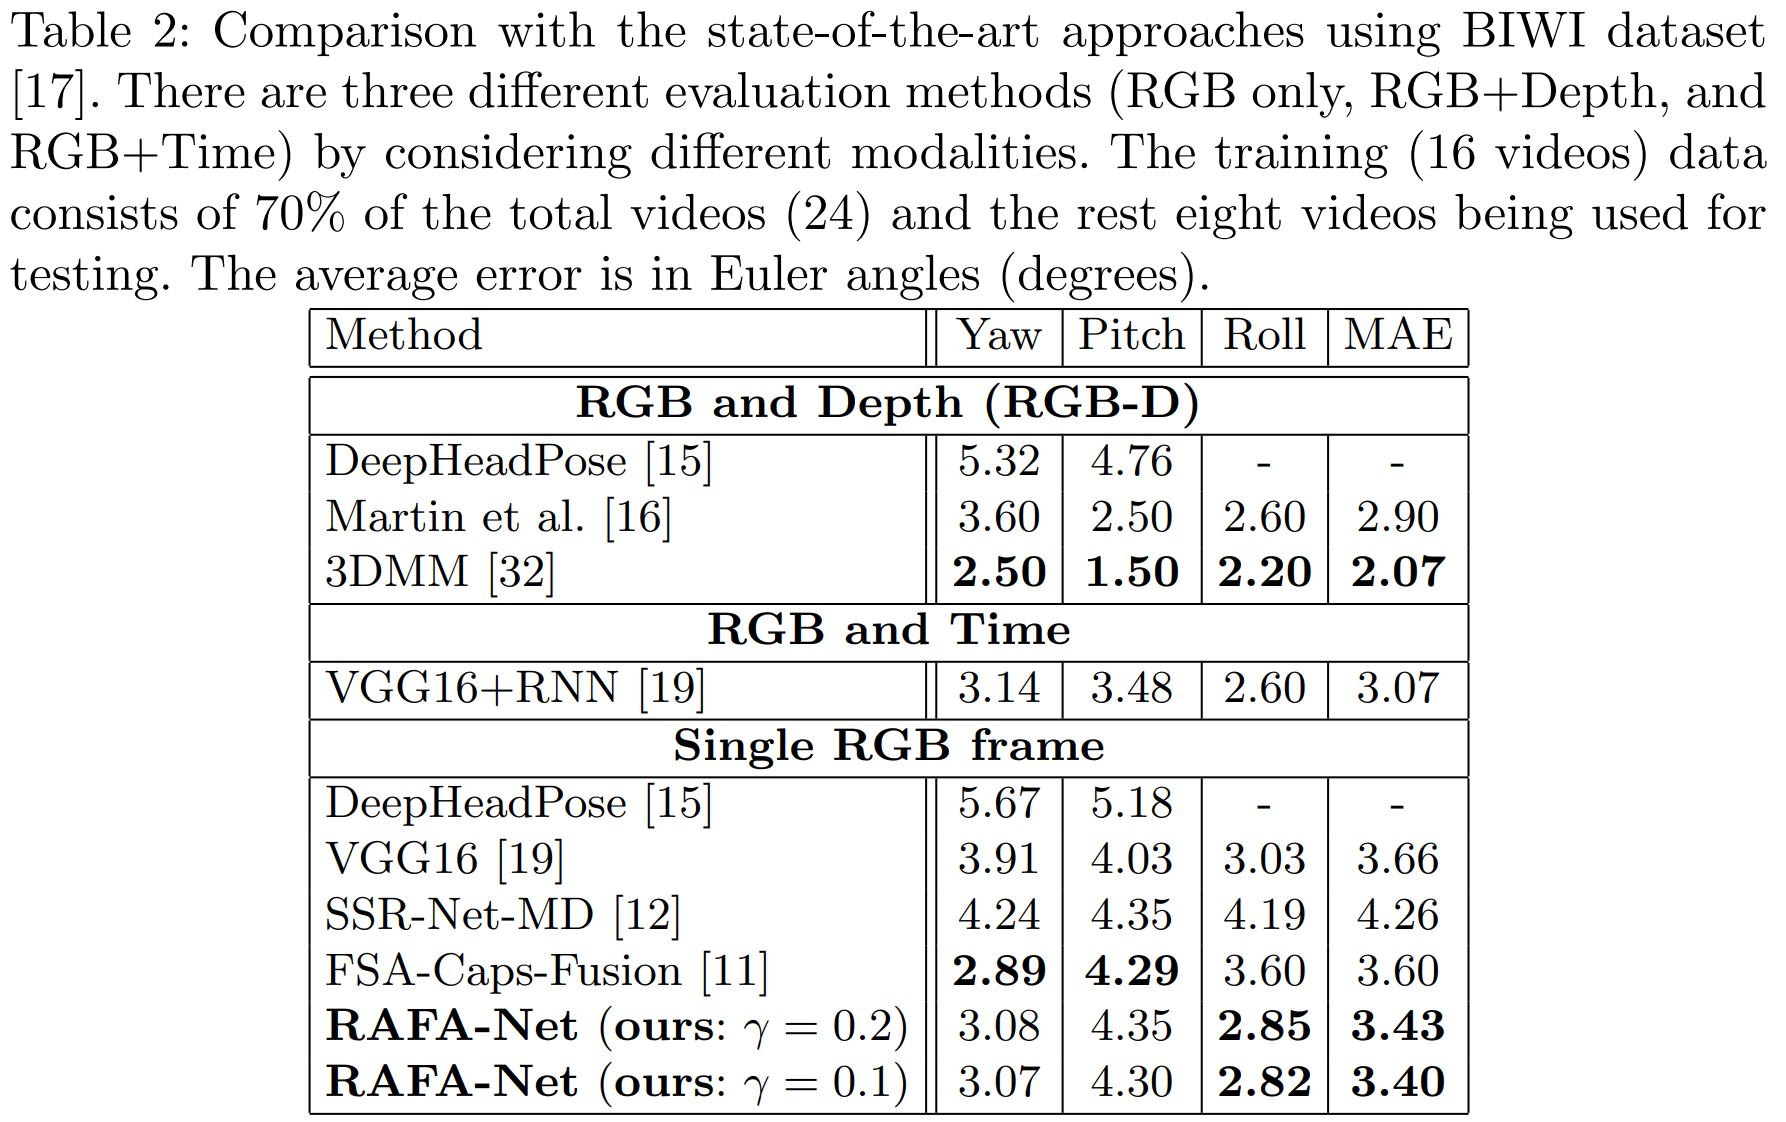 Table 2: Comparison with the state-of-the-art approaches using BIWI dataset
[17]. There are three different evaluation methods (RGB only, RGB+Depth, and
RGB+Time) by considering different modalities. The training (16 videos) data
consists of 70% of the total videos (24) and the rest eight videos being used for
testing. The average error is in Euler angles (degrees).
Method Yaw Pitch Roll MAE
RGB and Depth (RGB-D)
DeepHeadPose [15] 5.32 4.76 - -
Martin et al. [16] 3.60 2.50 2.60 2.90
3DMM [32] 2.50 1.50 2.20 2.07
RGB and Time
VGG16+RNN [19] 3.14 3.48 2.60 3.07
Single RGB frame
DeepHeadPose [15] 5.67 5.18 - -
VGG16 [19] 3.91 4.03 3.03 3.66
SSR-Net-MD [12] 4.24 4.35 4.19 4.26
FSA-Caps-Fusion [11] 2.89 4.29 3.60 3.60
RAFA-Net (ours: γ = 0.2) 3.08 4.35 2.85 3.43
RAFA-Net (ours: γ = 0.1) 3.07 4.30 2.82 3.40